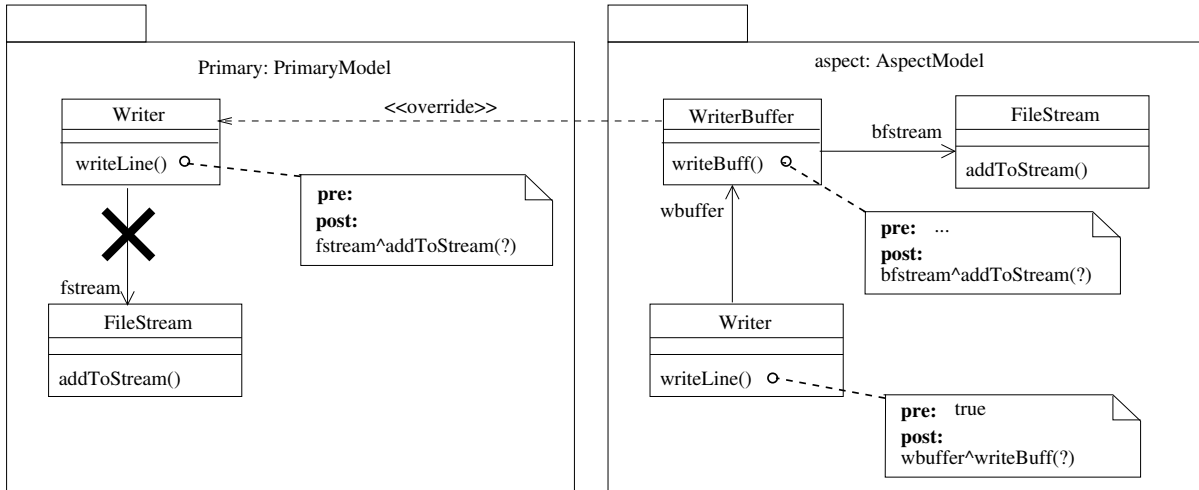 Primary: PrimaryModel
Writer
writeLine()
pre:
post:
fstream^addToStream(?)
fstream
FileStream
addToStream()
<<override>>
aspect: AspectModel
WriterBuffer
writeBuff()
bfstream
FileStream
addToStream()
pre: ...
post:
bfstream^addToStream(?)
wbuffer
Writer
writeLine()
pre: true
post:
wbuffer^writeBuff(?)